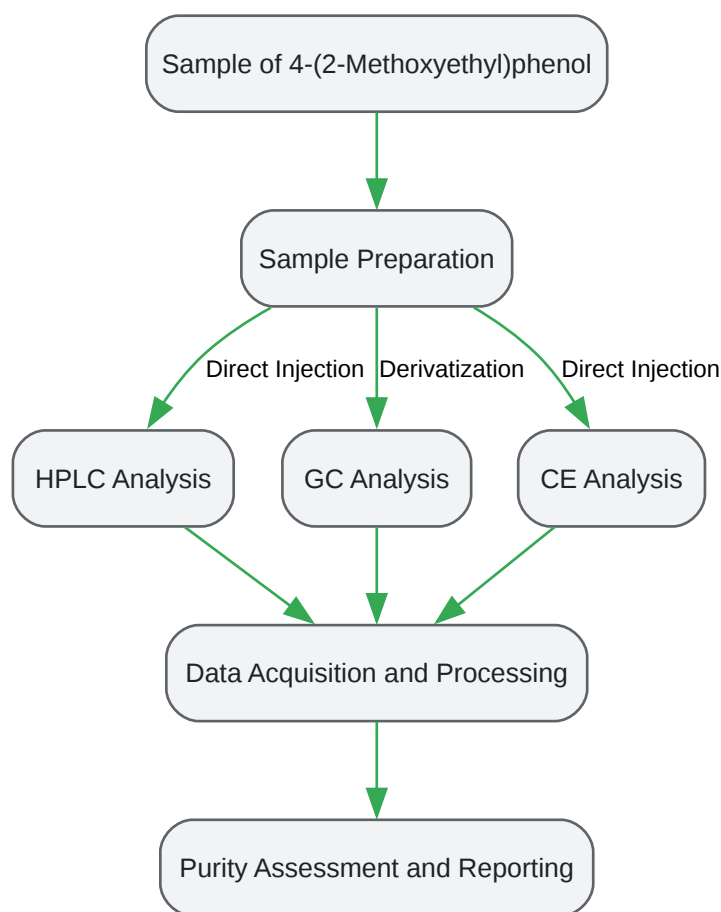 Sample of 4-(2-Methoxyethyl)phenol
Sample Preparation
Direct Injection
Derivatization
Direct Injection
HPLC Analysis
GC Analysis
CE Analysis
Data Acquisition and Processing
Purity Assessment and Reporting